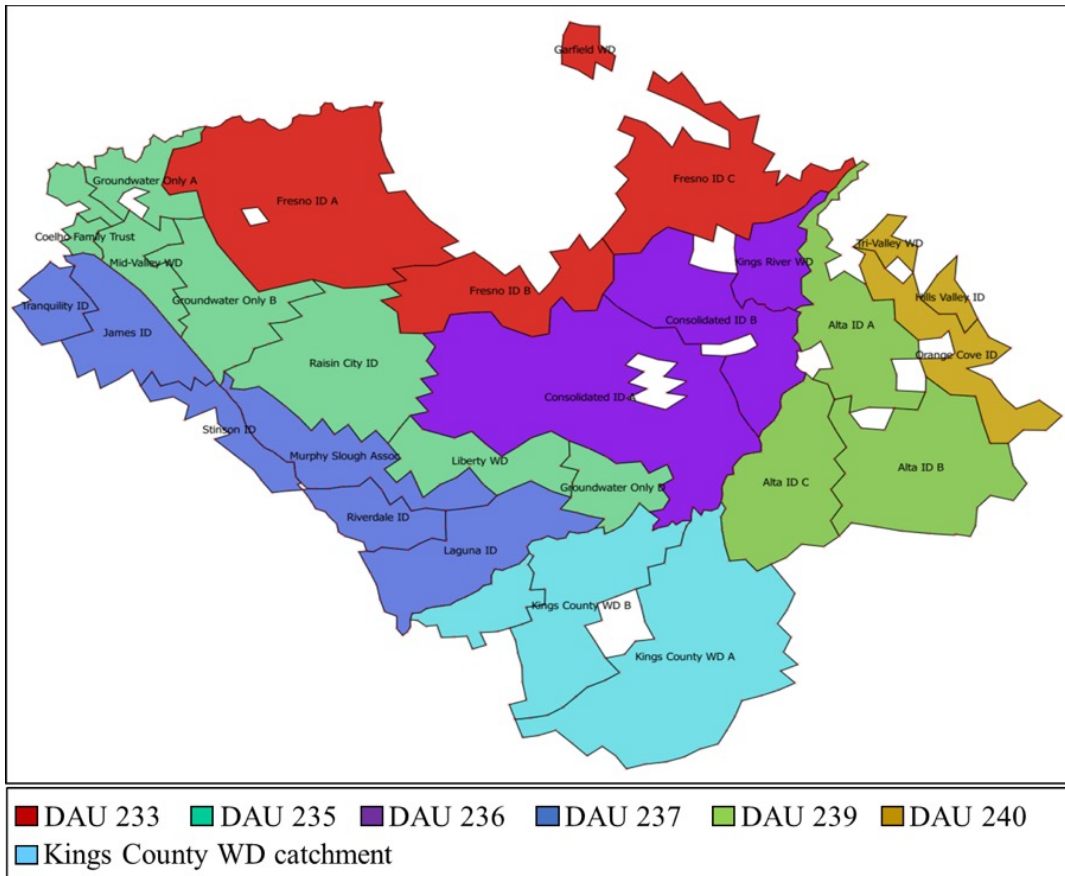 Garfield WD
Groundwater Only A
Fresno ID A
Fresno ID C
Coelho Family Trust
Mid-Valley WD
Tri-Valley WD
Kings River WD
Groundwater Only B
Fresno ID B
Tranquility ID
James ID
Hills Valley ID
Consolidated ID B
Alta ID A
Orange Cove ID
Raisin City ID
Consolidated ID A
Stinson ID
Murphy Slough Assoc
Liberty WD
Alta ID B
Groundwater Only D
Alta ID C
Riverdale ID
Laguna ID
Kings County WD B
Kings County WD A
DAU 233 DAU 235 DAU 236 DAU 237 DAU 239 DAU 240
Kings County WD catchment